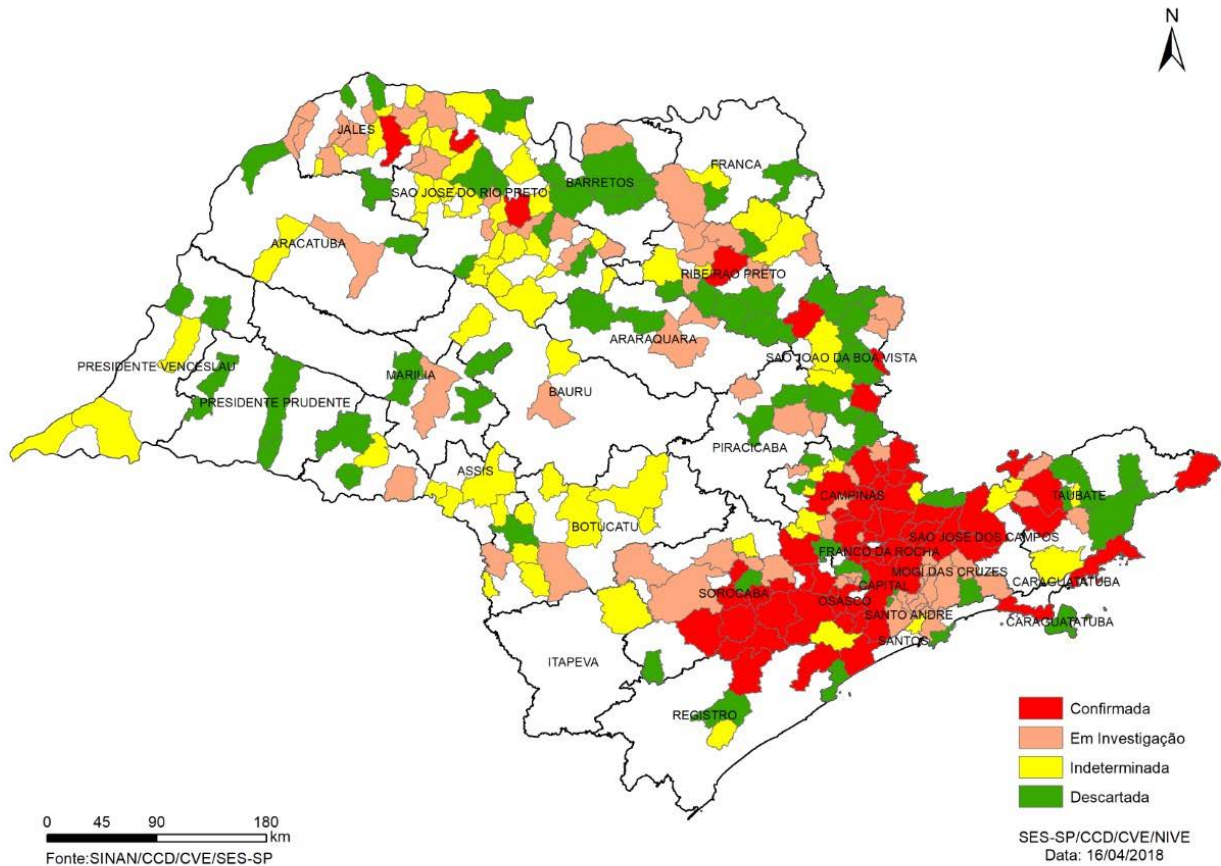 N
JALES
FRANCA
BARRETOS
SAO JOSE DO RIO PRETO
ARACATUBA
RIBEIRAO PRETO
ARARAQUARA
SAO JOAO DA BOA VISTA
PRESIDENTE VENCESLAU
MARILIA
BAURU
PRESIDENTE PRUDENTE
PIRACICABA
ASSIS
CAMPINAS
TAUBATE
BOTUCATU
SAO JOSE DOS CAMPOS
FRANCO DA ROCHA
MOGI DAS CRUZES
CARAGUATATUBA
CAPITAL
SOROCABA
OSASCO
SANTO ANDRE
CARAGUATATUBA
SANTOS
ITAPEVA
REGISTRO
Confirmada
Em Investigação
Indeterminada
Descartada
0 45 90 180
km
Fonte:SINAN/CCD/CVE/SES-SP
SES-SP/CCD/CVE/NIVE
Data: 16/04/2018